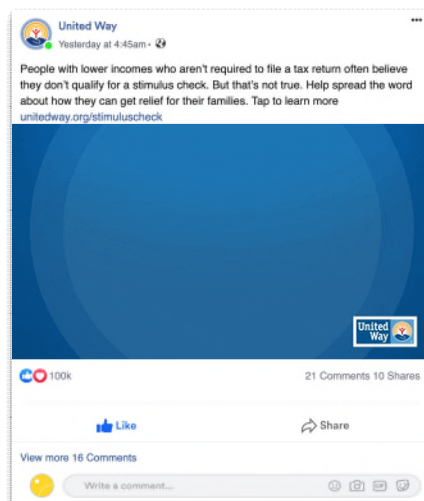 United Way
Yesterday at 4:45am ·
People with lower incomes who aren't required to file a tax return often believe
they don't qualify for a stimulus check. But that's not true. Help spread the word
about how they can get relief for their families. Tap to learn more
unitedway.org/stimuluscheck
United
Way
100k
21 Comments 10 Shares
Like
Share
View more 16 Comments
Write a comment...
GIF